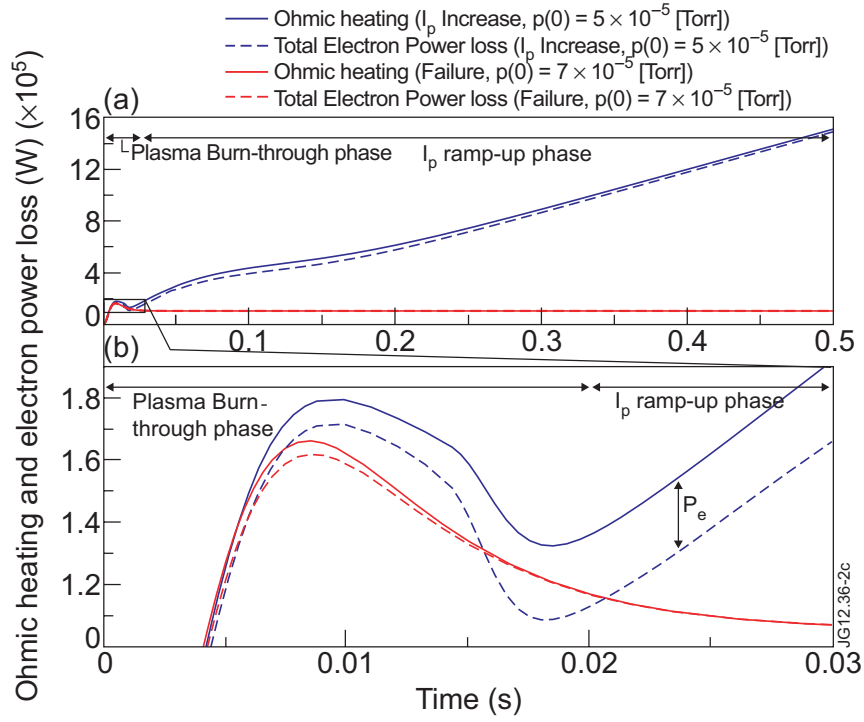 Ohmic heating (Iₚ Increase, p(0) = 5 × 10⁻⁵ [Torr])
Total Electron Power loss (Iₚ Increase, p(0) = 5 × 10⁻⁵ [Torr])
Ohmic heating (Failure, p(0) = 7 × 10⁻⁵ [Torr])
Total Electron Power loss (Failure, p(0) = 7 × 10⁻⁵ [Torr])
(a)
Ohmic heating and electron power loss (W) (×10⁵)
16
12
8
4
0
Plasma Burn-through phase
Iₚ ramp-up phase
0.1 0.2 0.3 0.4 0.5
(b)
1.8
1.6
1.4
1.2
0
Plasma Burn-
through phase
Iₚ ramp-up phase
Pₑ
0 0.01 0.02 0.03
Time (s)
JG12.36-2c